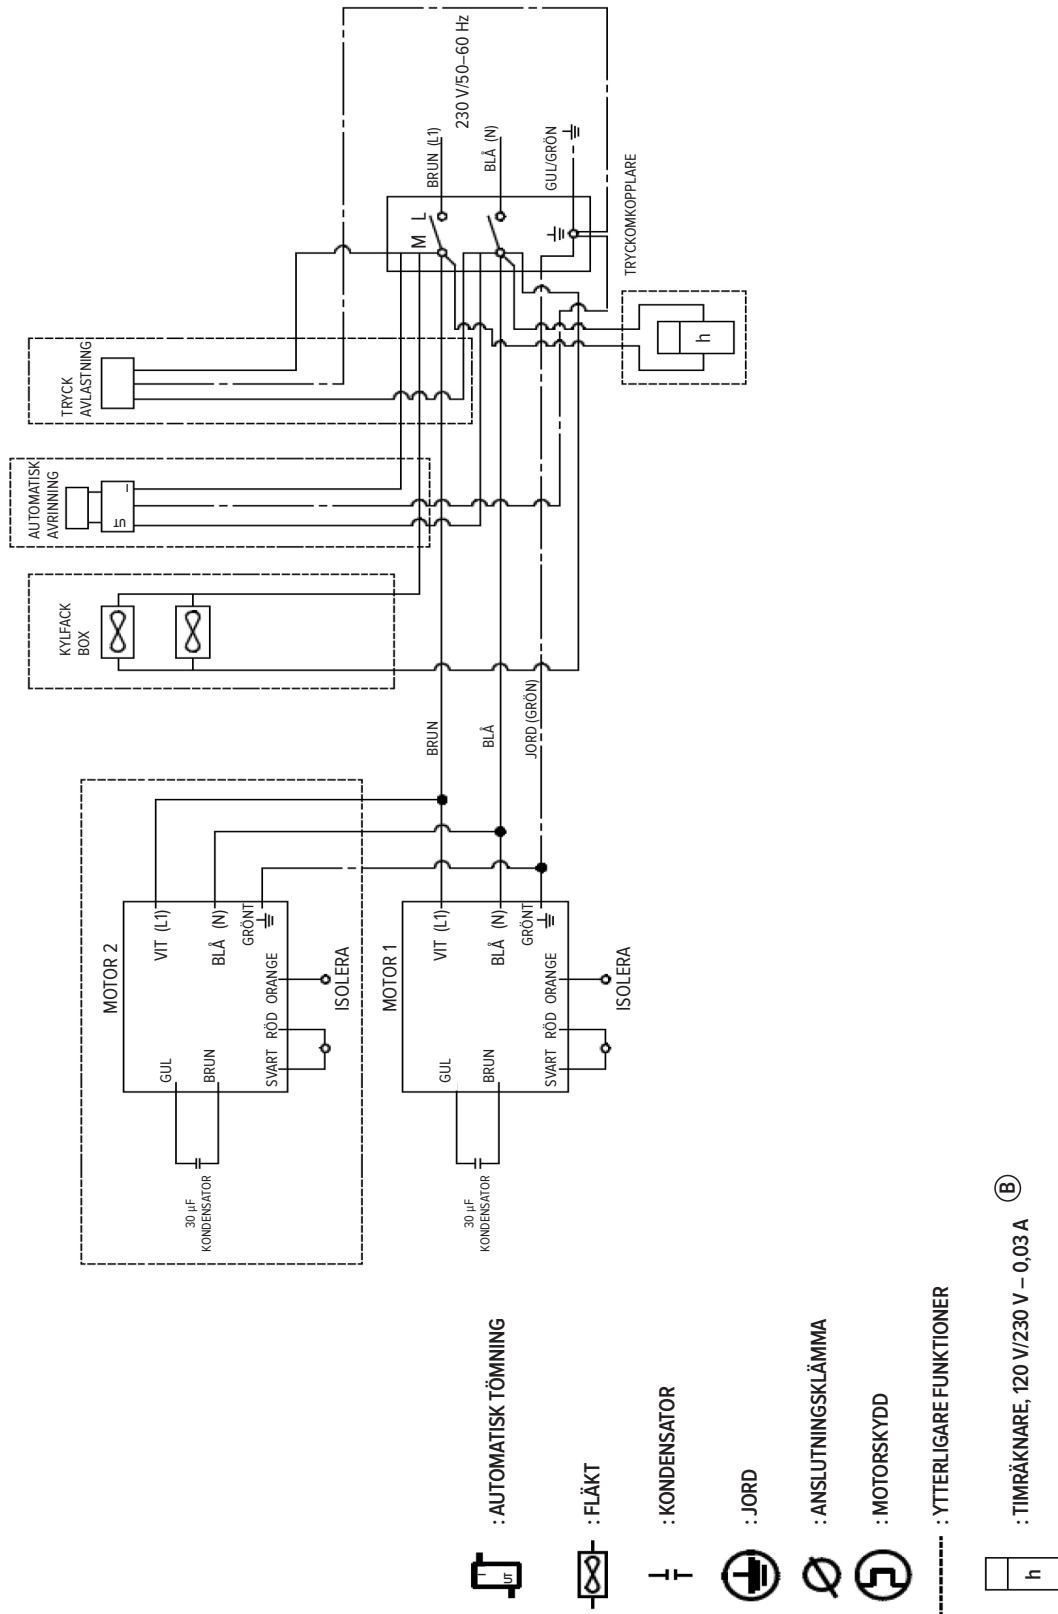 230 V/50–60 Hz
BRUN (L1)
BLÅ (N)
GUL/GRÖN
M L
TRYCKOMKOPPLARE
h
TRYCK
AVLASTNING
AUTOMATISK
AVRINNING
UT
I
KYLFACK
BOX
BRUN
BLÅ
JORD (GRÖN)
MOTOR 2
VIT (L1)
BLÅ (N)
GRÖNT
GUL
BRUN
SVART
RÖD
ORANGE
ISOLERA
30 µF
KONDENSATOR
MOTOR 1
VIT (L1)
BLÅ (N)
GRÖNT
GUL
BRUN
SVART
RÖD
ORANGE
ISOLERA
30 µF
KONDENSATOR
I
UT
: AUTOMATISK TÖMNING
: FLÄKT
: KONDENSATOR
: JORD
: ANSLUTNINGSKLÄMMA
: MOTORSKYDD
: YTTERLIGARE FUNKTIONER
h
: TIMRÄKNARE, 120 V/230 V – 0,03 A
B